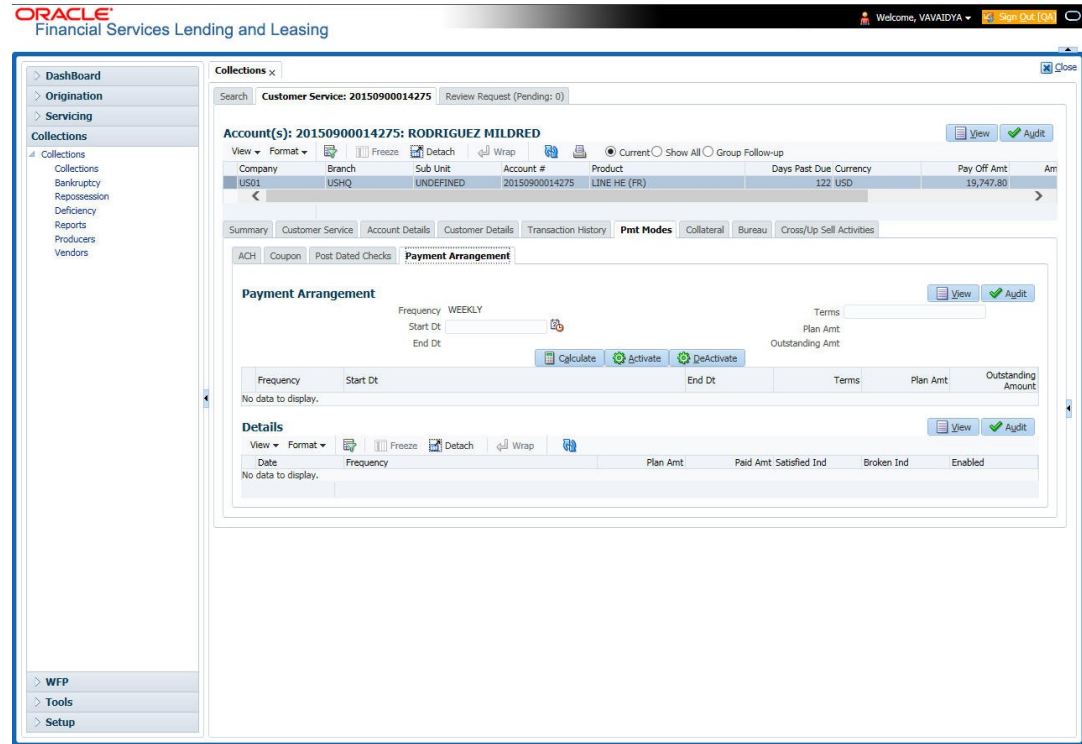 ORACLE
Financial Services Lending and Leasing
Welcome, VAVAIDYA
Sign Out [QA]
Close
DashBoard
Origination
Servicing
Collections
Collections
Collections
Bankruptcy
Repossession
Deficiency
Reports
Producers
Vendors
WFP
Tools
Setup
Collections x
Search Customer Service: 20150900014275 Review Request (Pending: 0)
Account(s): 20150900014275: RODRIGUEZ MILDRED
View Audit
View Format Freeze Detach Wrap Current Show All Group Follow-up
Company Branch Sub Unit Account # Product Days Past Due Currency Pay Off Amt Am
US01 USHQ UNDEFINED 20150900014275 LINE HE (FR) 122 USD 19,747.80
Summary Customer Service Account Details Customer Details Transaction History Pmt Modes Collateral Bureau Cross/Up Sell Activities
ACH Coupon Post Dated Checks Payment Arrangement
Payment Arrangement
View Audit
Frequency WEEKLY
Start Dt
End Dt
Terms
Plan Amt
Outstanding Amt
Calculate Activate DeActivate
Frequency Start Dt End Dt Terms Plan Amt Outstanding Amount
No data to display.
Details
View Audit
View Format Freeze Detach Wrap
Date Frequency Plan Amt Paid Amt Satisfied Ind Broken Ind Enabled
No data to display.